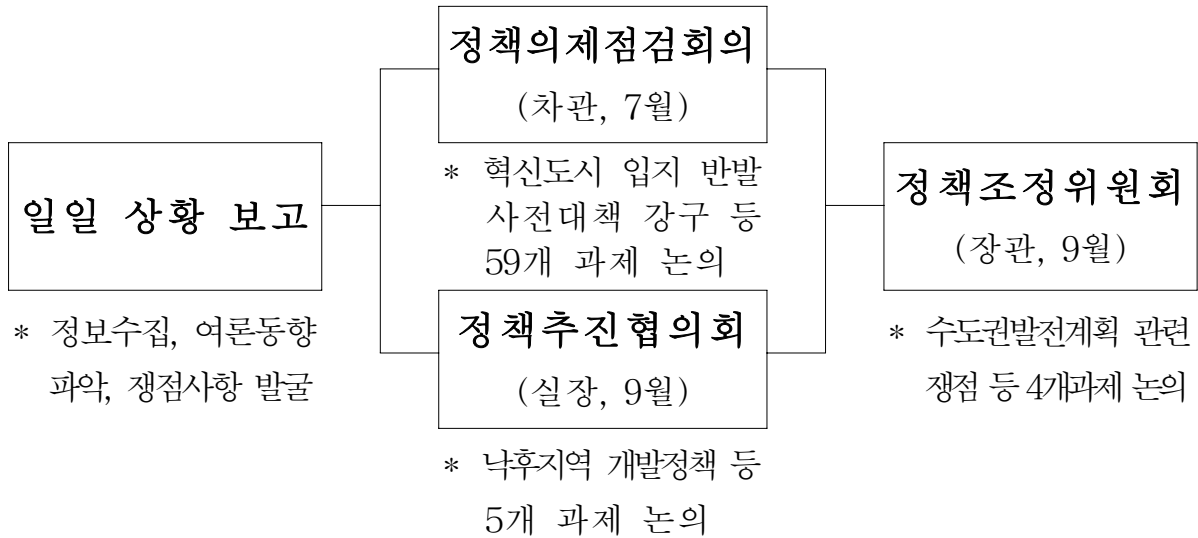 정책의제점검회의
(차관, 7월)
* 혁신도시 입지 반발
사전대책 강구 등
59개 과제 논의
일일 상황 보고
* 정보수집, 여론동향
파악, 쟁점사항 발굴
정책추진협의회
(실장, 9월)
* 낙후지역 개발정책 등
5개 과제 논의
정책조정위원회
(장관, 9월)
* 수도권발전계획 관련
쟁점 등 4개과제 논의